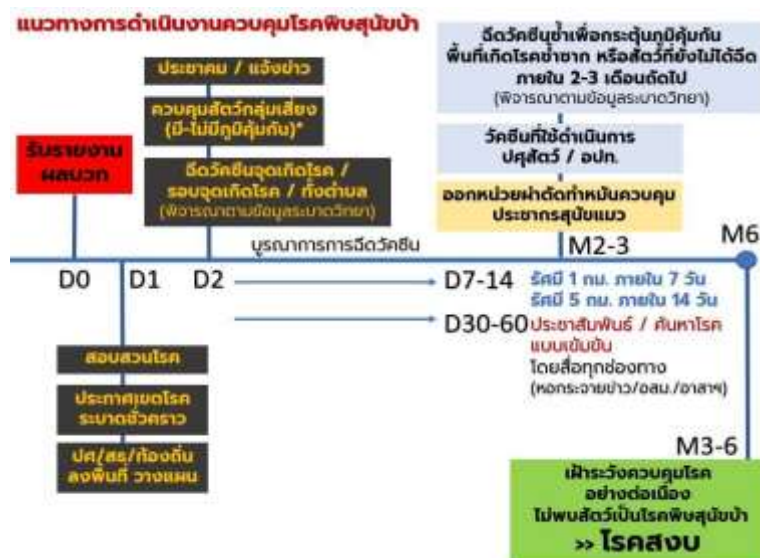 แนวทางการดำเนินงานควบคุมโรคพิษสุนัขบ้า
ประชาคม / แจ้งข่าว
ควบคุมสัตว์กลุ่มเสี่ยง
(มี-ไม่มีภูมิคุ้มกัน)*
ฉีดวัคซีนจุดเกิดโรค /
รอบจุดเกิดโรค / ทั้งตำบล
(พิจารณาตามข้อมูลระบาดวิทยา)
รับรายงาน
ผลบวก
ฉีดวัคซีนซ้ำเพื่อกระตุ้นภูมิคุ้มกัน
พื้นที่เกิดโรคซ้ำซาก หรือสัตว์ที่ยังไม่ได้ฉีด
ภายใน 2-3 เดือนถัดไป
(พิจารณาตามข้อมูลระบาดวิทยา)
วัคซีนที่ใช้ดำเนินการ
ปศุสัตว์ / อปท.
ออกหน่วยผ่าตัดทำหมันควบคุม
ประชากรสุนัขแมว
บูรณาการการฉีดวัคซีน
M2-3
M6
D0
D1
D2
D7-14
รัศมี 1 กม. ภายใน 7 วัน
รัศมี 5 กม. ภายใน 14 วัน
D30-60
ประชาสัมพันธ์ / ค้นหาโรค
แบบเข้มข้น
โดยสื่อทุกช่องทาง
(หอกระจายข่าว/อสม./อาสาฯ)
สอบสวนโรค
ประกาศเขตโรค
ระบาดชั่วคราว
ปศ/สธ/ท้องถิ่น
ลงพื้นที่ วางแผน
M3-6
เฝ้าระวังควบคุมโรค
อย่างต่อเนื่อง
ไม่พบสัตว์เป็นโรคพิษสุนัขบ้า
>> โรคสงบ